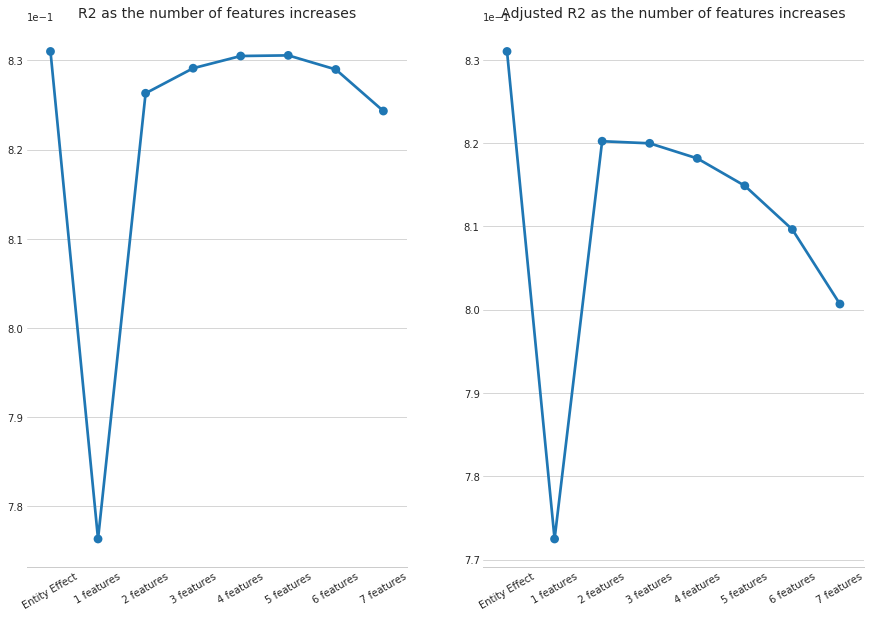 R2 as the number of features increases
1e−1
8.3
8.2
8.1
8.0
7.9
7.8
Entity Effect
1 features
2 features
3 features
4 features
5 features
6 features
7 features
Adjusted R2 as the number of features increases
1e−1
8.3
8.2
8.1
8.0
7.9
7.8
7.7
Entity Effect
1 features
2 features
3 features
4 features
5 features
6 features
7 features